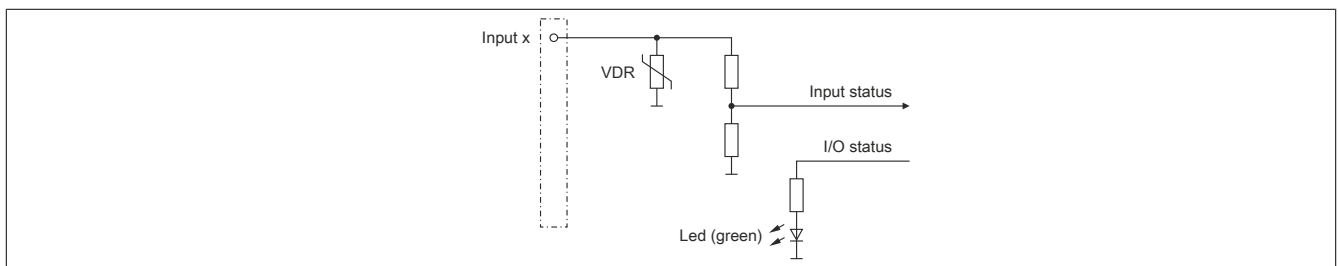 Input x
VDR
Input status
I/O status
Led (green)